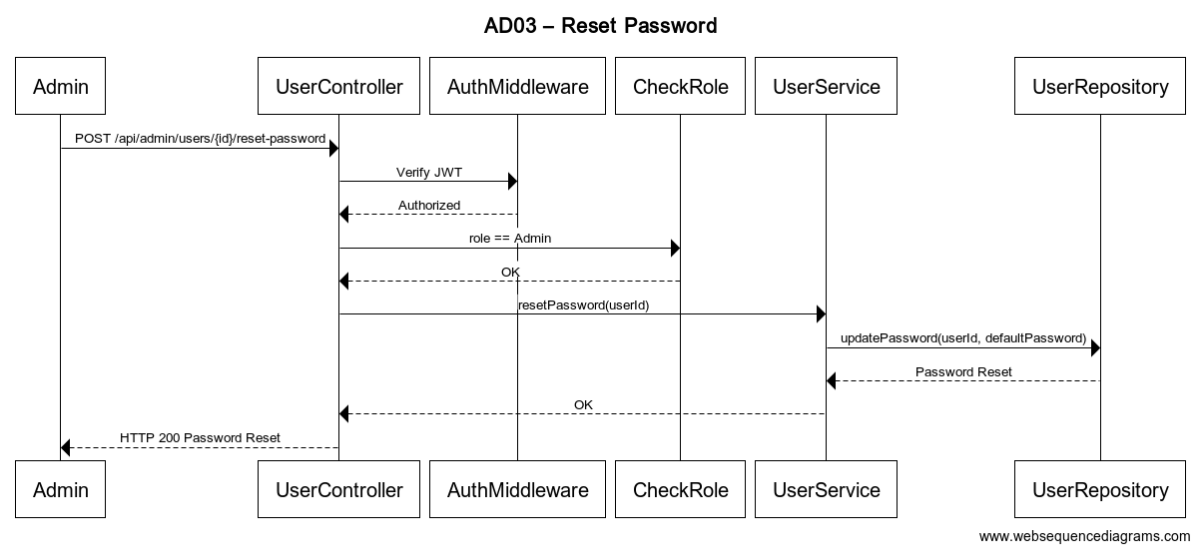 AD03 – Reset Password
Admin UserController AuthMiddleware CheckRole UserService UserRepository
POST /api/admin/users/{id}/reset-password
Verify JWT
Authorized
role == Admin
OK
resetPassword(userId)
updatePassword(userId, defaultPassword)
Password Reset
OK
HTTP 200 Password Reset
Admin UserController AuthMiddleware CheckRole UserService UserRepository
www.websequencediagrams.com